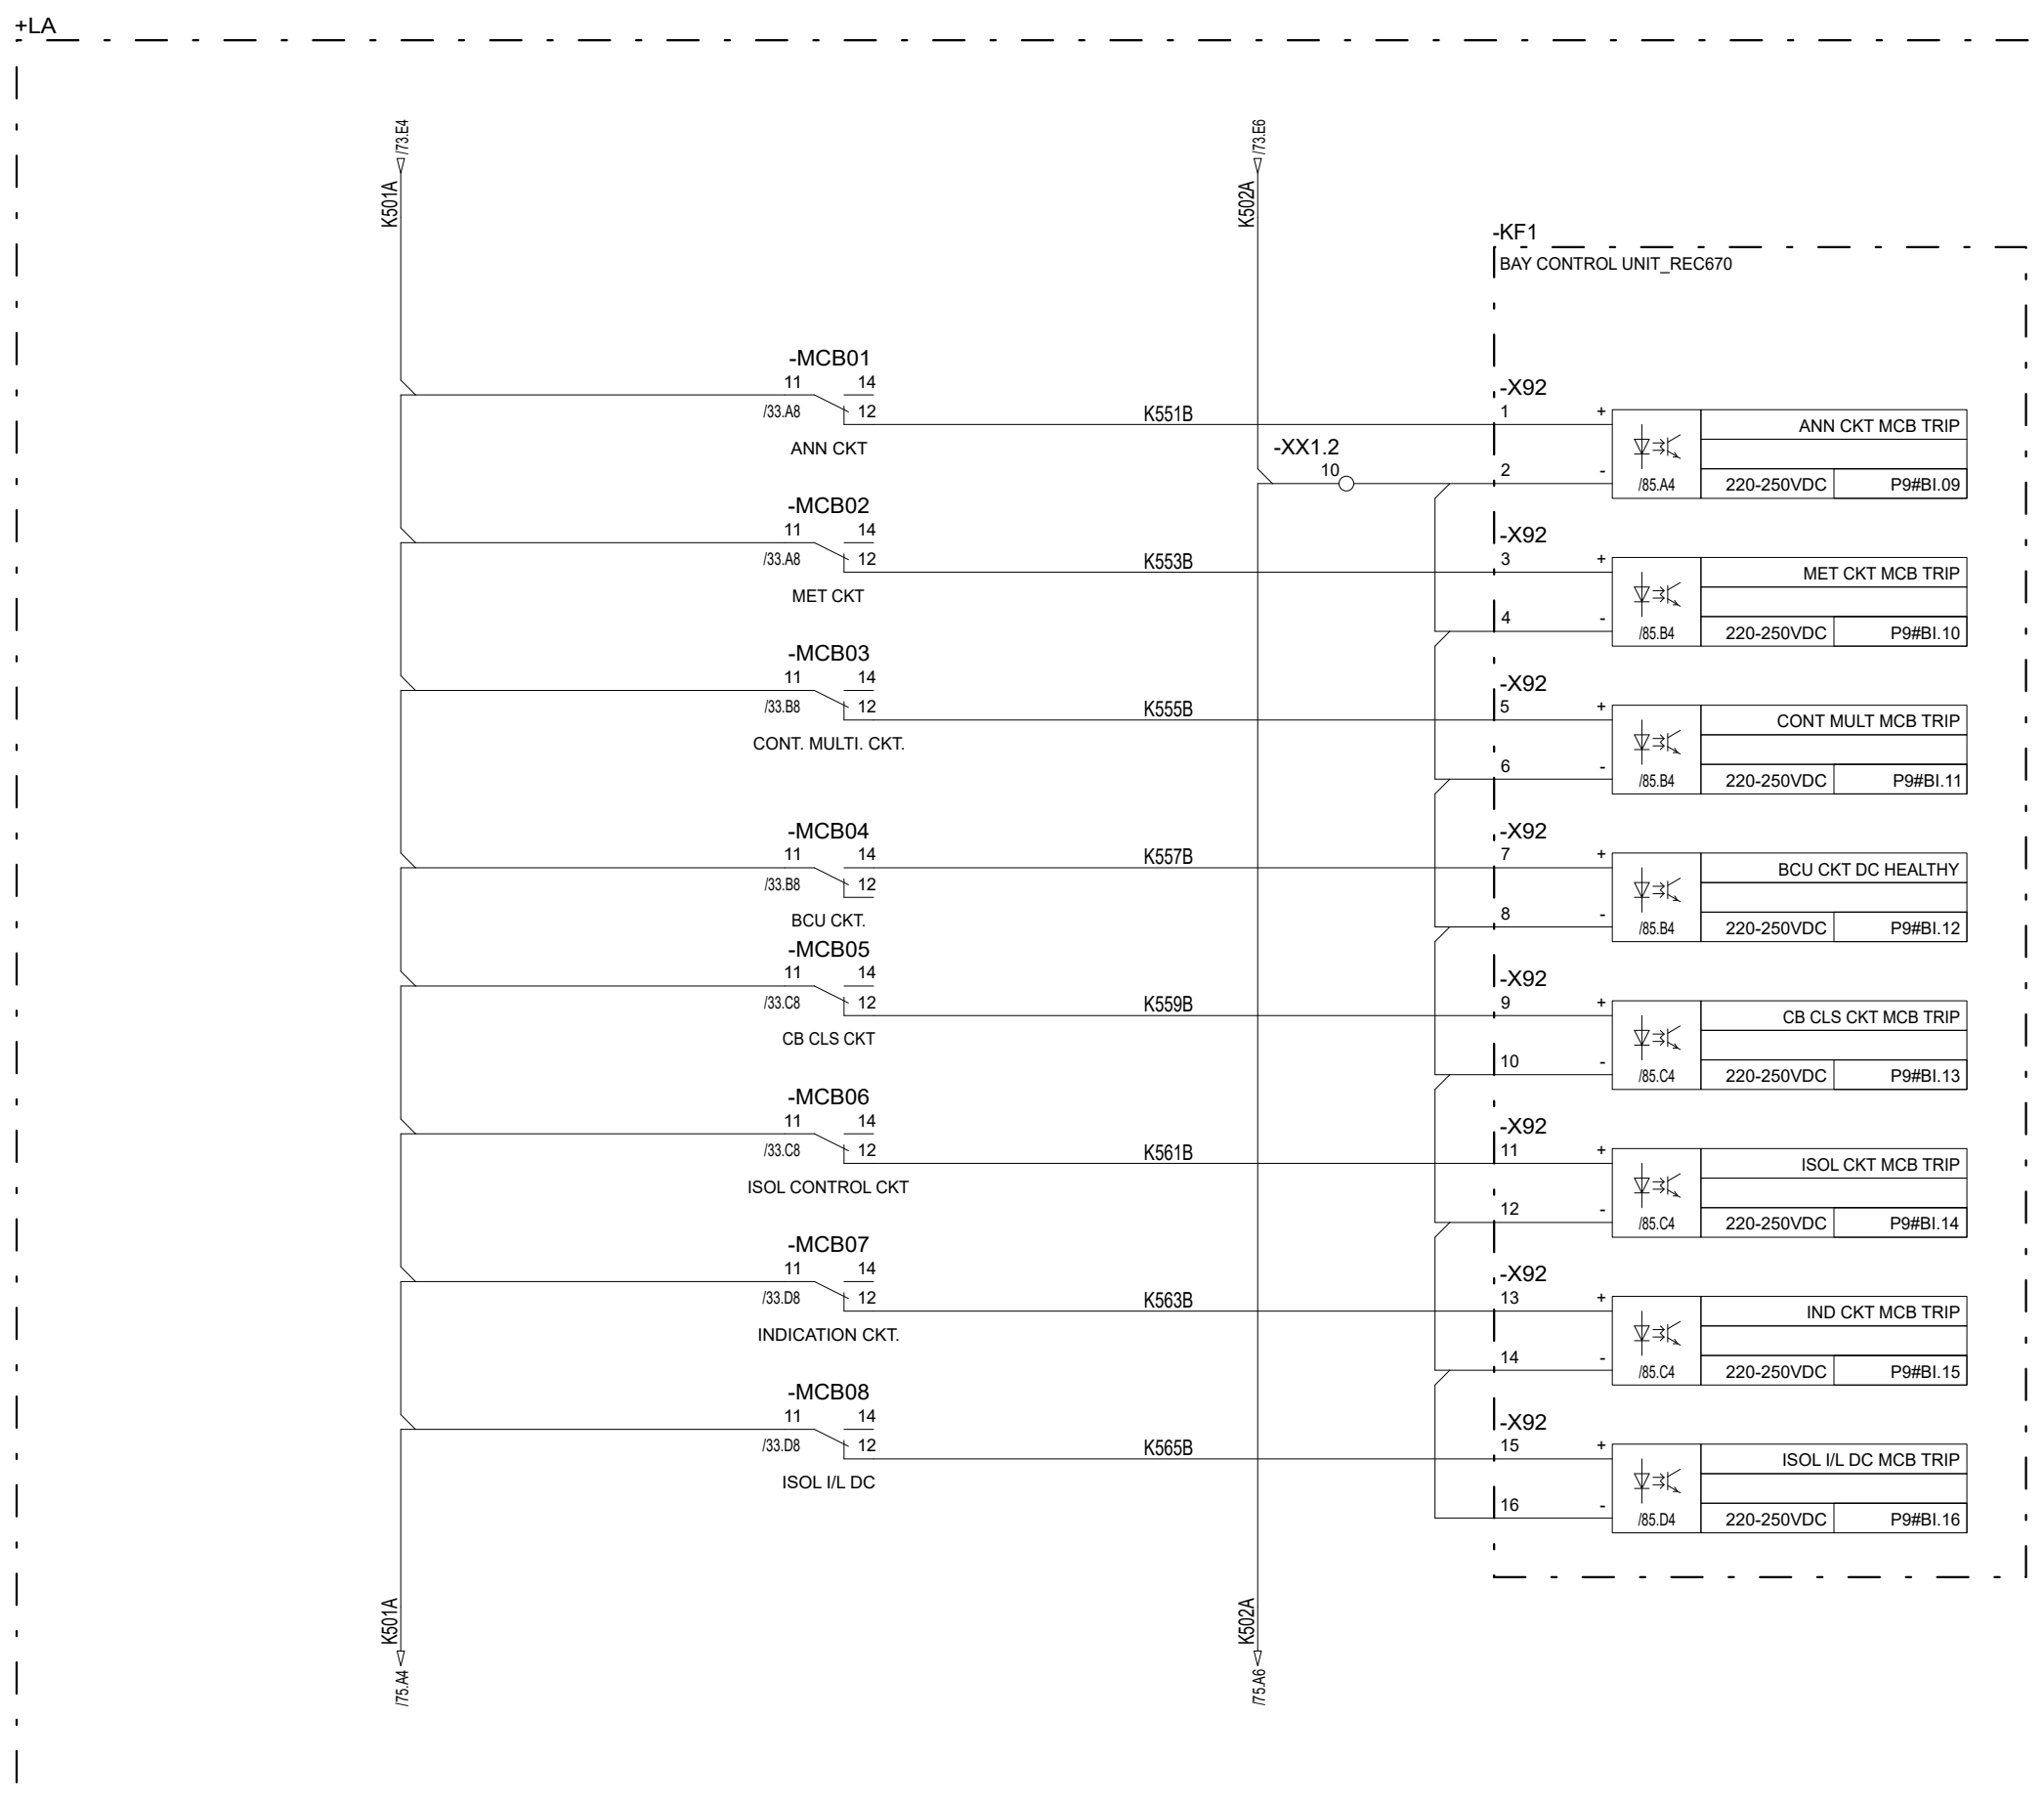 +LA
/73.E4
K501A
/73.E6
K502A
-KF1
BAY CONTROL UNIT_REC670
-MCB01
11 14
/33.A8 12
ANN CKT
K551B
-X92
1 +
2 -
ANN CKT MCB TRIP
/85.A4 220-250VDC P9#BI.09
-XX1.2
10
-MCB02
11 14
/33.A8 12
MET CKT
K553B
-X92
3 +
4 -
MET CKT MCB TRIP
/85.B4 220-250VDC P9#BI.10
-MCB03
11 14
/33.B8 12
CONT. MULTI. CKT.
K555B
-X92
5 +
6 -
CONT MULT MCB TRIP
/85.B4 220-250VDC P9#BI.11
-MCB04
11 14
/33.B8 12
BCU CKT.
K557B
-X92
7 +
8 -
BCU CKT DC HEALTHY
/85.B4 220-250VDC P9#BI.12
-MCB05
11 14
/33.C8 12
CB CLS CKT
K559B
-X92
9 +
10 -
CB CLS CKT MCB TRIP
/85.C4 220-250VDC P9#BI.13
-MCB06
11 14
/33.C8 12
ISOL CONTROL CKT
K561B
-X92
11 +
12 -
ISOL CKT MCB TRIP
/85.C4 220-250VDC P9#BI.14
-MCB07
11 14
/33.D8 12
INDICATION CKT.
K563B
-X92
13 +
14 -
IND CKT MCB TRIP
/85.C4 220-250VDC P9#BI.15
-MCB08
11 14
/33.D8 12
ISOL I/L DC
K565B
-X92
15 +
16 -
ISOL I/L DC MCB TRIP
/85.D4 220-250VDC P9#BI.16
K501A
/75.A4
K502A
/75.A6